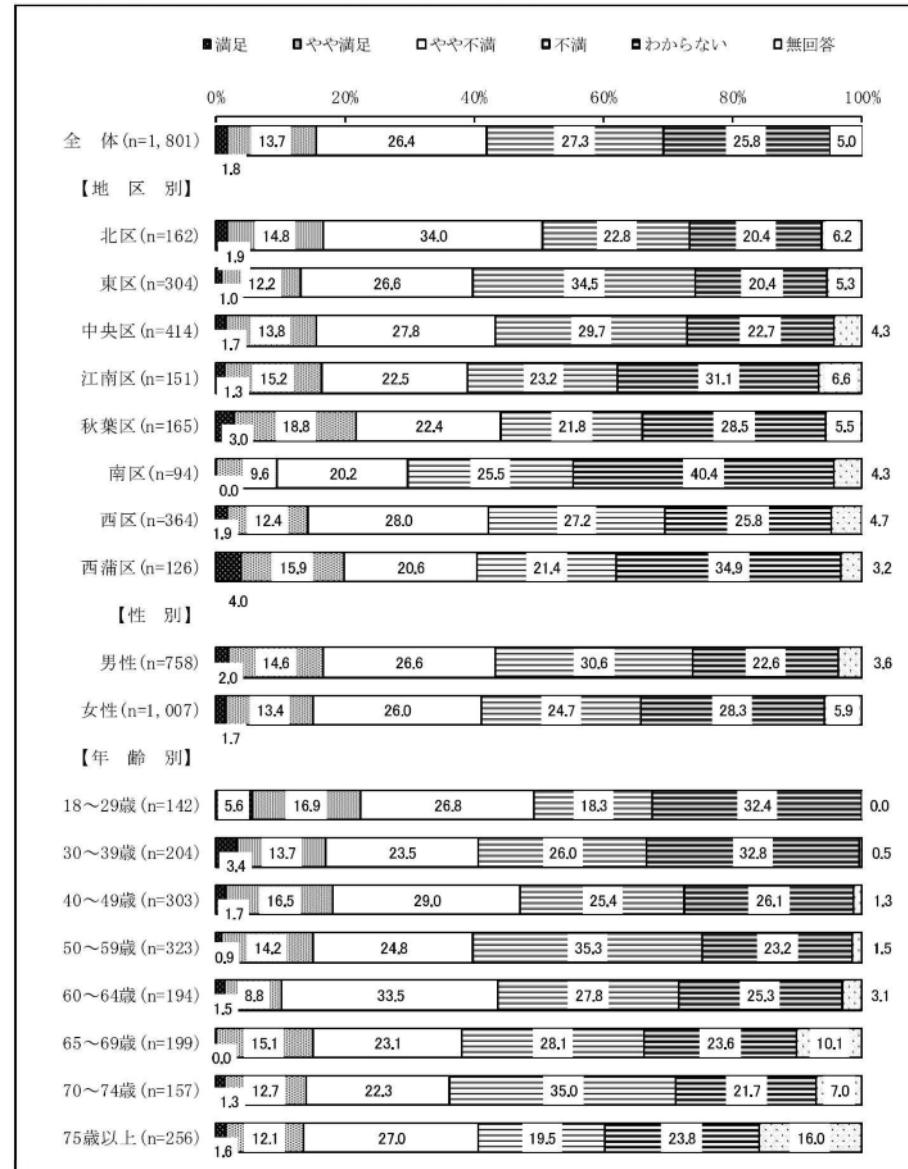 満足 やや満足 やや不満 不満 わからない 無回答
0% 20% 40% 60% 80% 100%
全 体(n=1,801) 1.8 13.7 26.4 27.3 25.8 5.0
【地 区 別】
北区(n=162) 1.9 14.8 34.0 22.8 20.4 6.2
東区(n=304) 1.0 12.2 26.6 34.5 20.4 5.3
中央区(n=414) 1.7 13.8 27.8 29.7 22.7 4.3
江南区(n=151) 1.3 15.2 22.5 23.2 31.1 6.6
秋葉区(n=165) 3.0 18.8 22.4 21.8 28.5 5.5
南区(n=94) 0.0 9.6 20.2 25.5 40.4 4.3
西区(n=364) 1.9 12.4 28.0 27.2 25.8 4.7
西蒲区(n=126) 4.0 15.9 20.6 21.4 34.9 3.2
【性 別】
男性(n=758) 2.0 14.6 26.6 30.6 22.6 3.6
女性(n=1,007) 1.7 13.4 26.0 24.7 28.3 5.9
【年 齢 別】
18～29歳(n=142) 5.6 16.9 26.8 18.3 32.4 0.0
30～39歳(n=204) 3.4 13.7 23.5 26.0 32.8 0.5
40～49歳(n=303) 1.7 16.5 29.0 25.4 26.1 1.3
50～59歳(n=323) 0.9 14.2 24.8 35.3 23.2 1.5
60～64歳(n=194) 1.5 8.8 33.5 27.8 25.3 3.1
65～69歳(n=199) 0.0 15.1 23.1 28.1 23.6 10.1
70～74歳(n=157) 1.3 12.7 22.3 35.0 21.7 7.0
75歳以上(n=256) 1.6 12.1 27.0 19.5 23.8 16.0